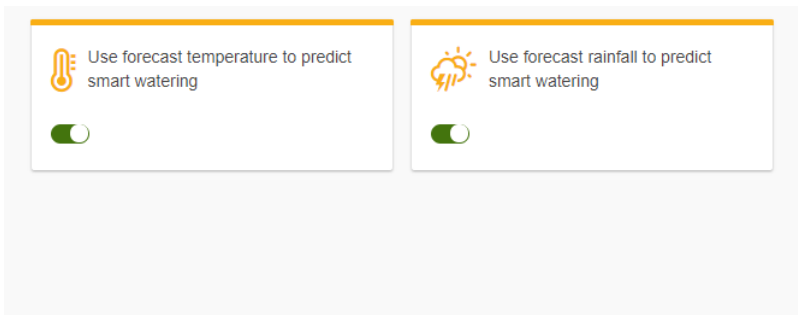 Use forecast temperature to predict
smart watering
Use forecast rainfall to predict
smart watering